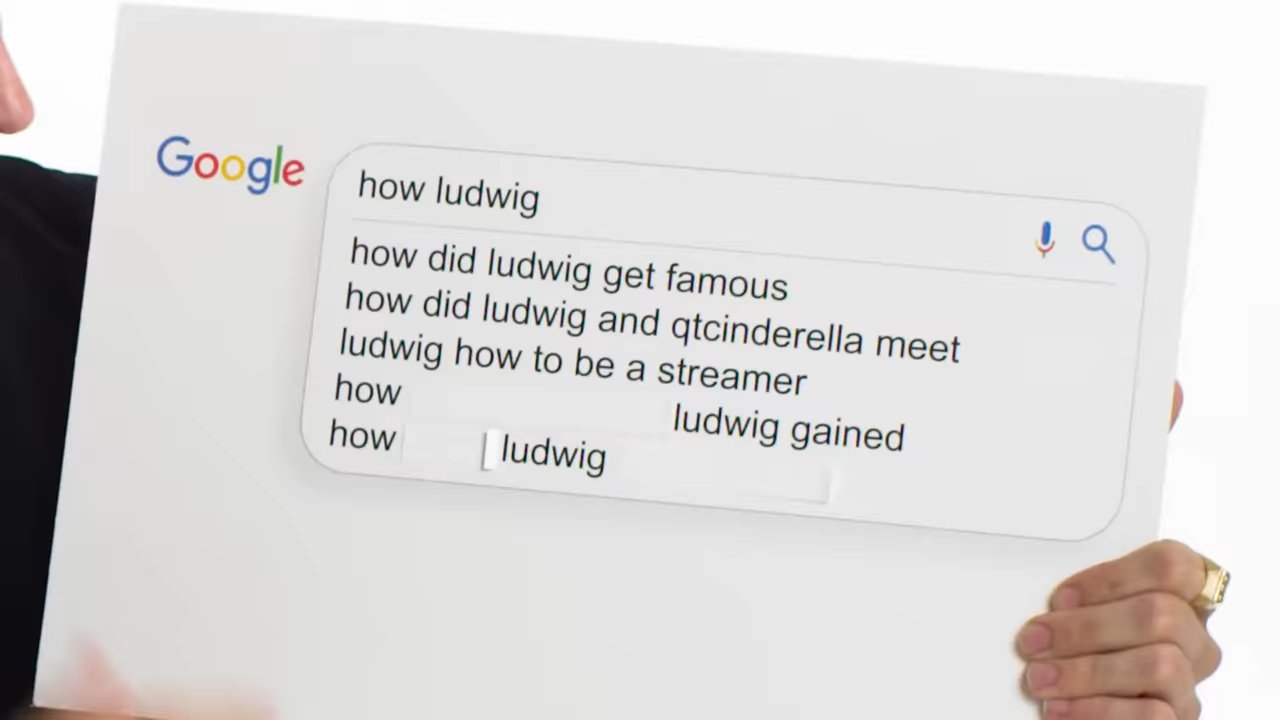 Google
how ludwig
how did ludwig get famous
how did ludwig and qtcinderella meet
ludwig how to be a streamer
how ludwig gained
how ludwig